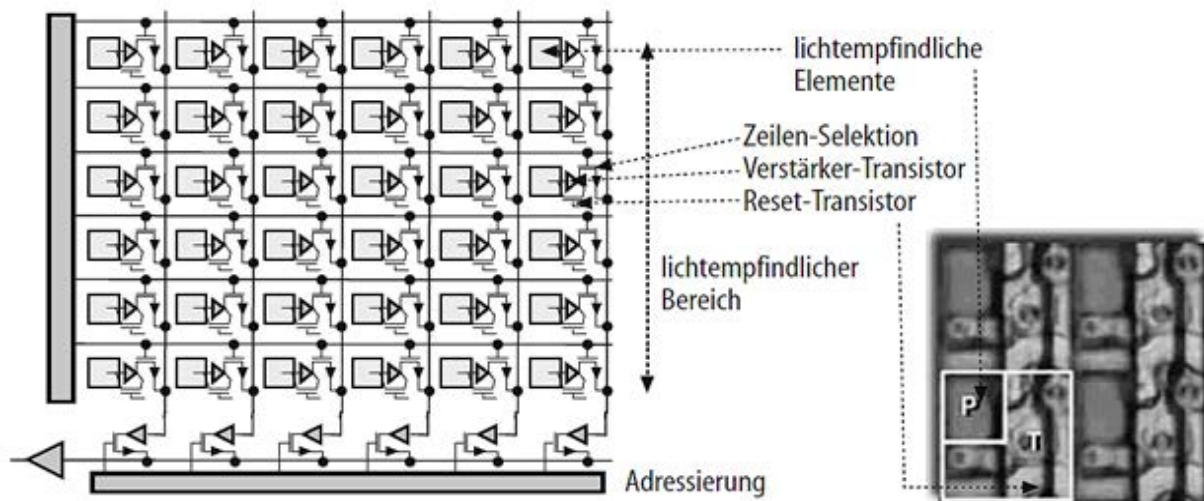 lichtempfindliche
Elemente
Zeilen-Selektion
Verstärker-Transistor
Reset-Transistor
lichtempfindlicher
Bereich
P
T
Adressierung